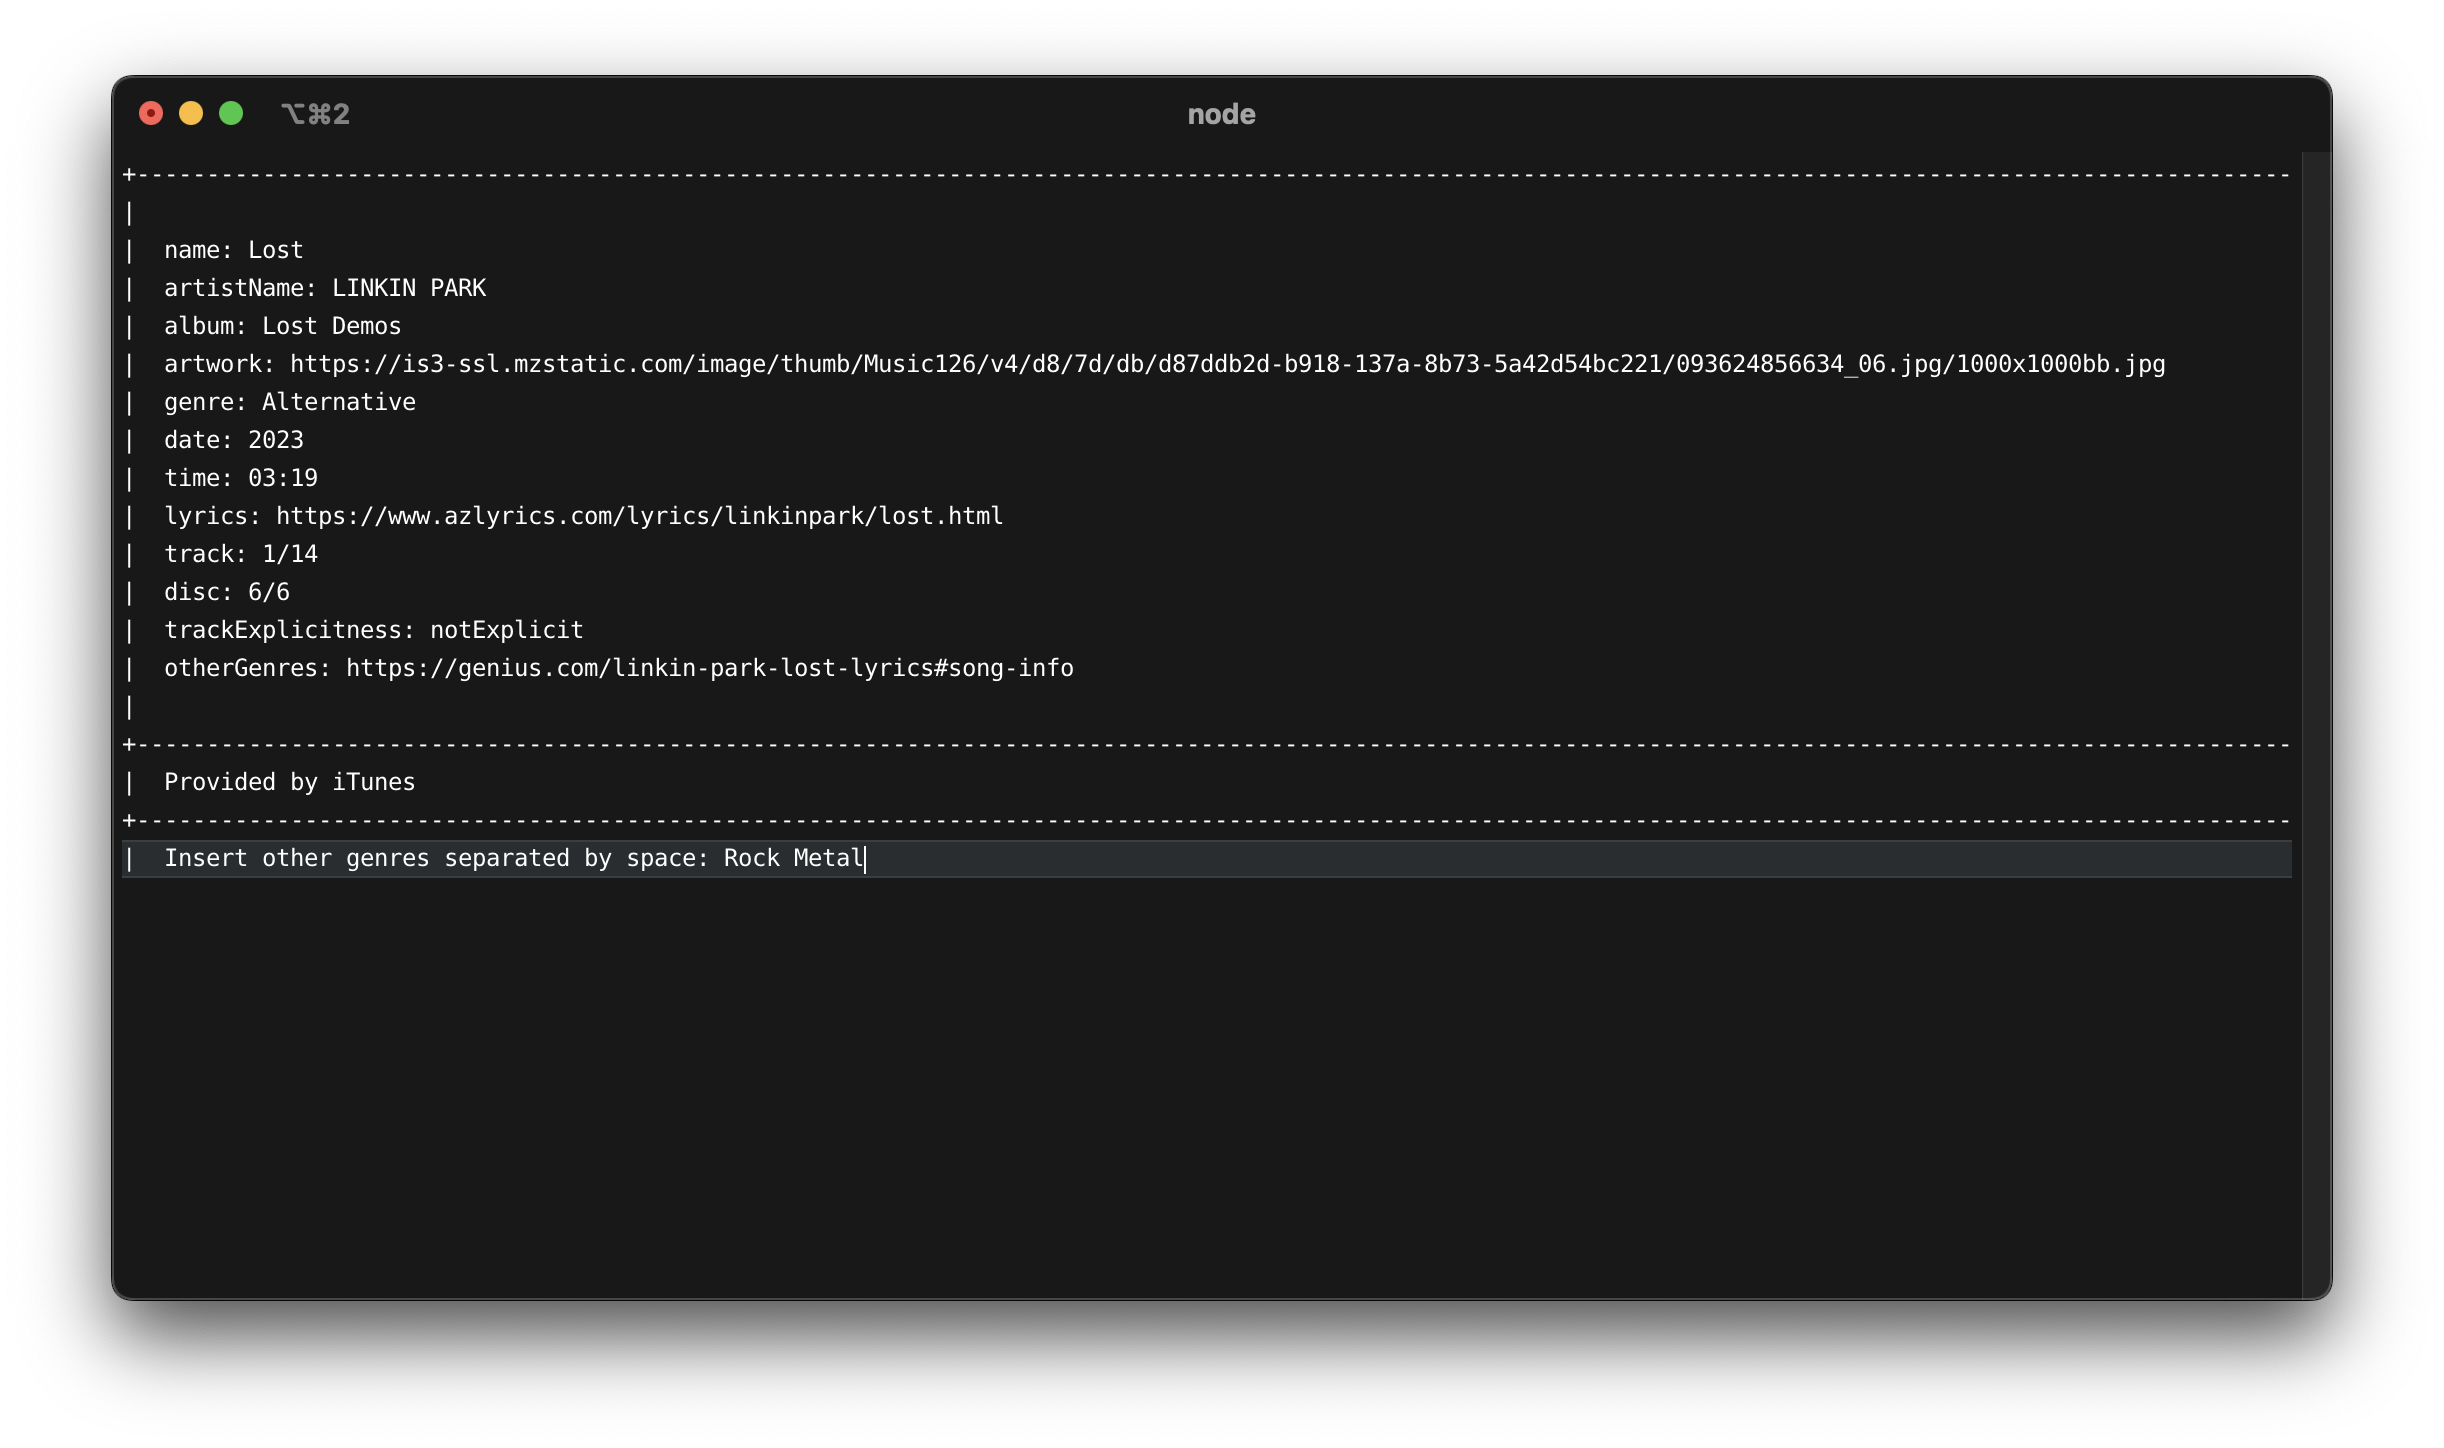 ⌥⌘2 node
+----------------------------------------------------------------------------------------------------------------------------------------------------------
|
|  name: Lost
|  artistName: LINKIN PARK
|  album: Lost Demos
|  artwork: https://is3-ssl.mzstatic.com/image/thumb/Music126/v4/d8/7d/db/d87ddb2d-b918-137a-8b73-5a42d54bc221/093624856634_06.jpg/1000x1000bb.jpg
|  genre: Alternative
|  date: 2023
|  time: 03:19
|  lyrics: https://www.azlyrics.com/lyrics/linkinpark/lost.html
|  track: 1/14
|  disc: 6/6
|  trackExplicitness: notExplicit
|  otherGenres: https://genius.com/linkin-park-lost-lyrics#song-info
|
+----------------------------------------------------------------------------------------------------------------------------------------------------------
|  Provided by iTunes
+----------------------------------------------------------------------------------------------------------------------------------------------------------
|  Insert other genres separated by space: Rock Metal